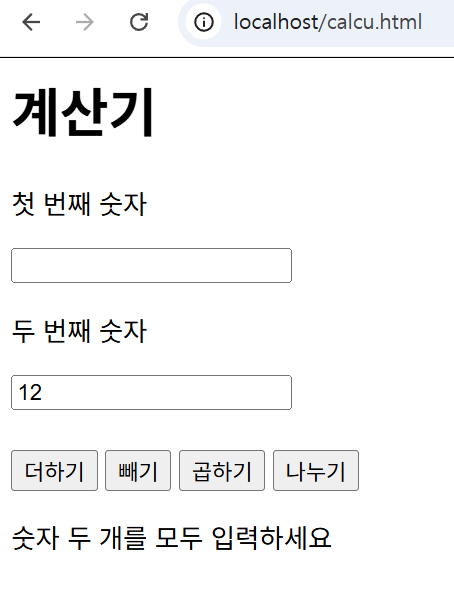 localhost/calcu.html
계산기
첫 번째 숫자
두 번째 숫자
12
더하기 빼기 곱하기 나누기
숫자 두 개를 모두 입력하세요